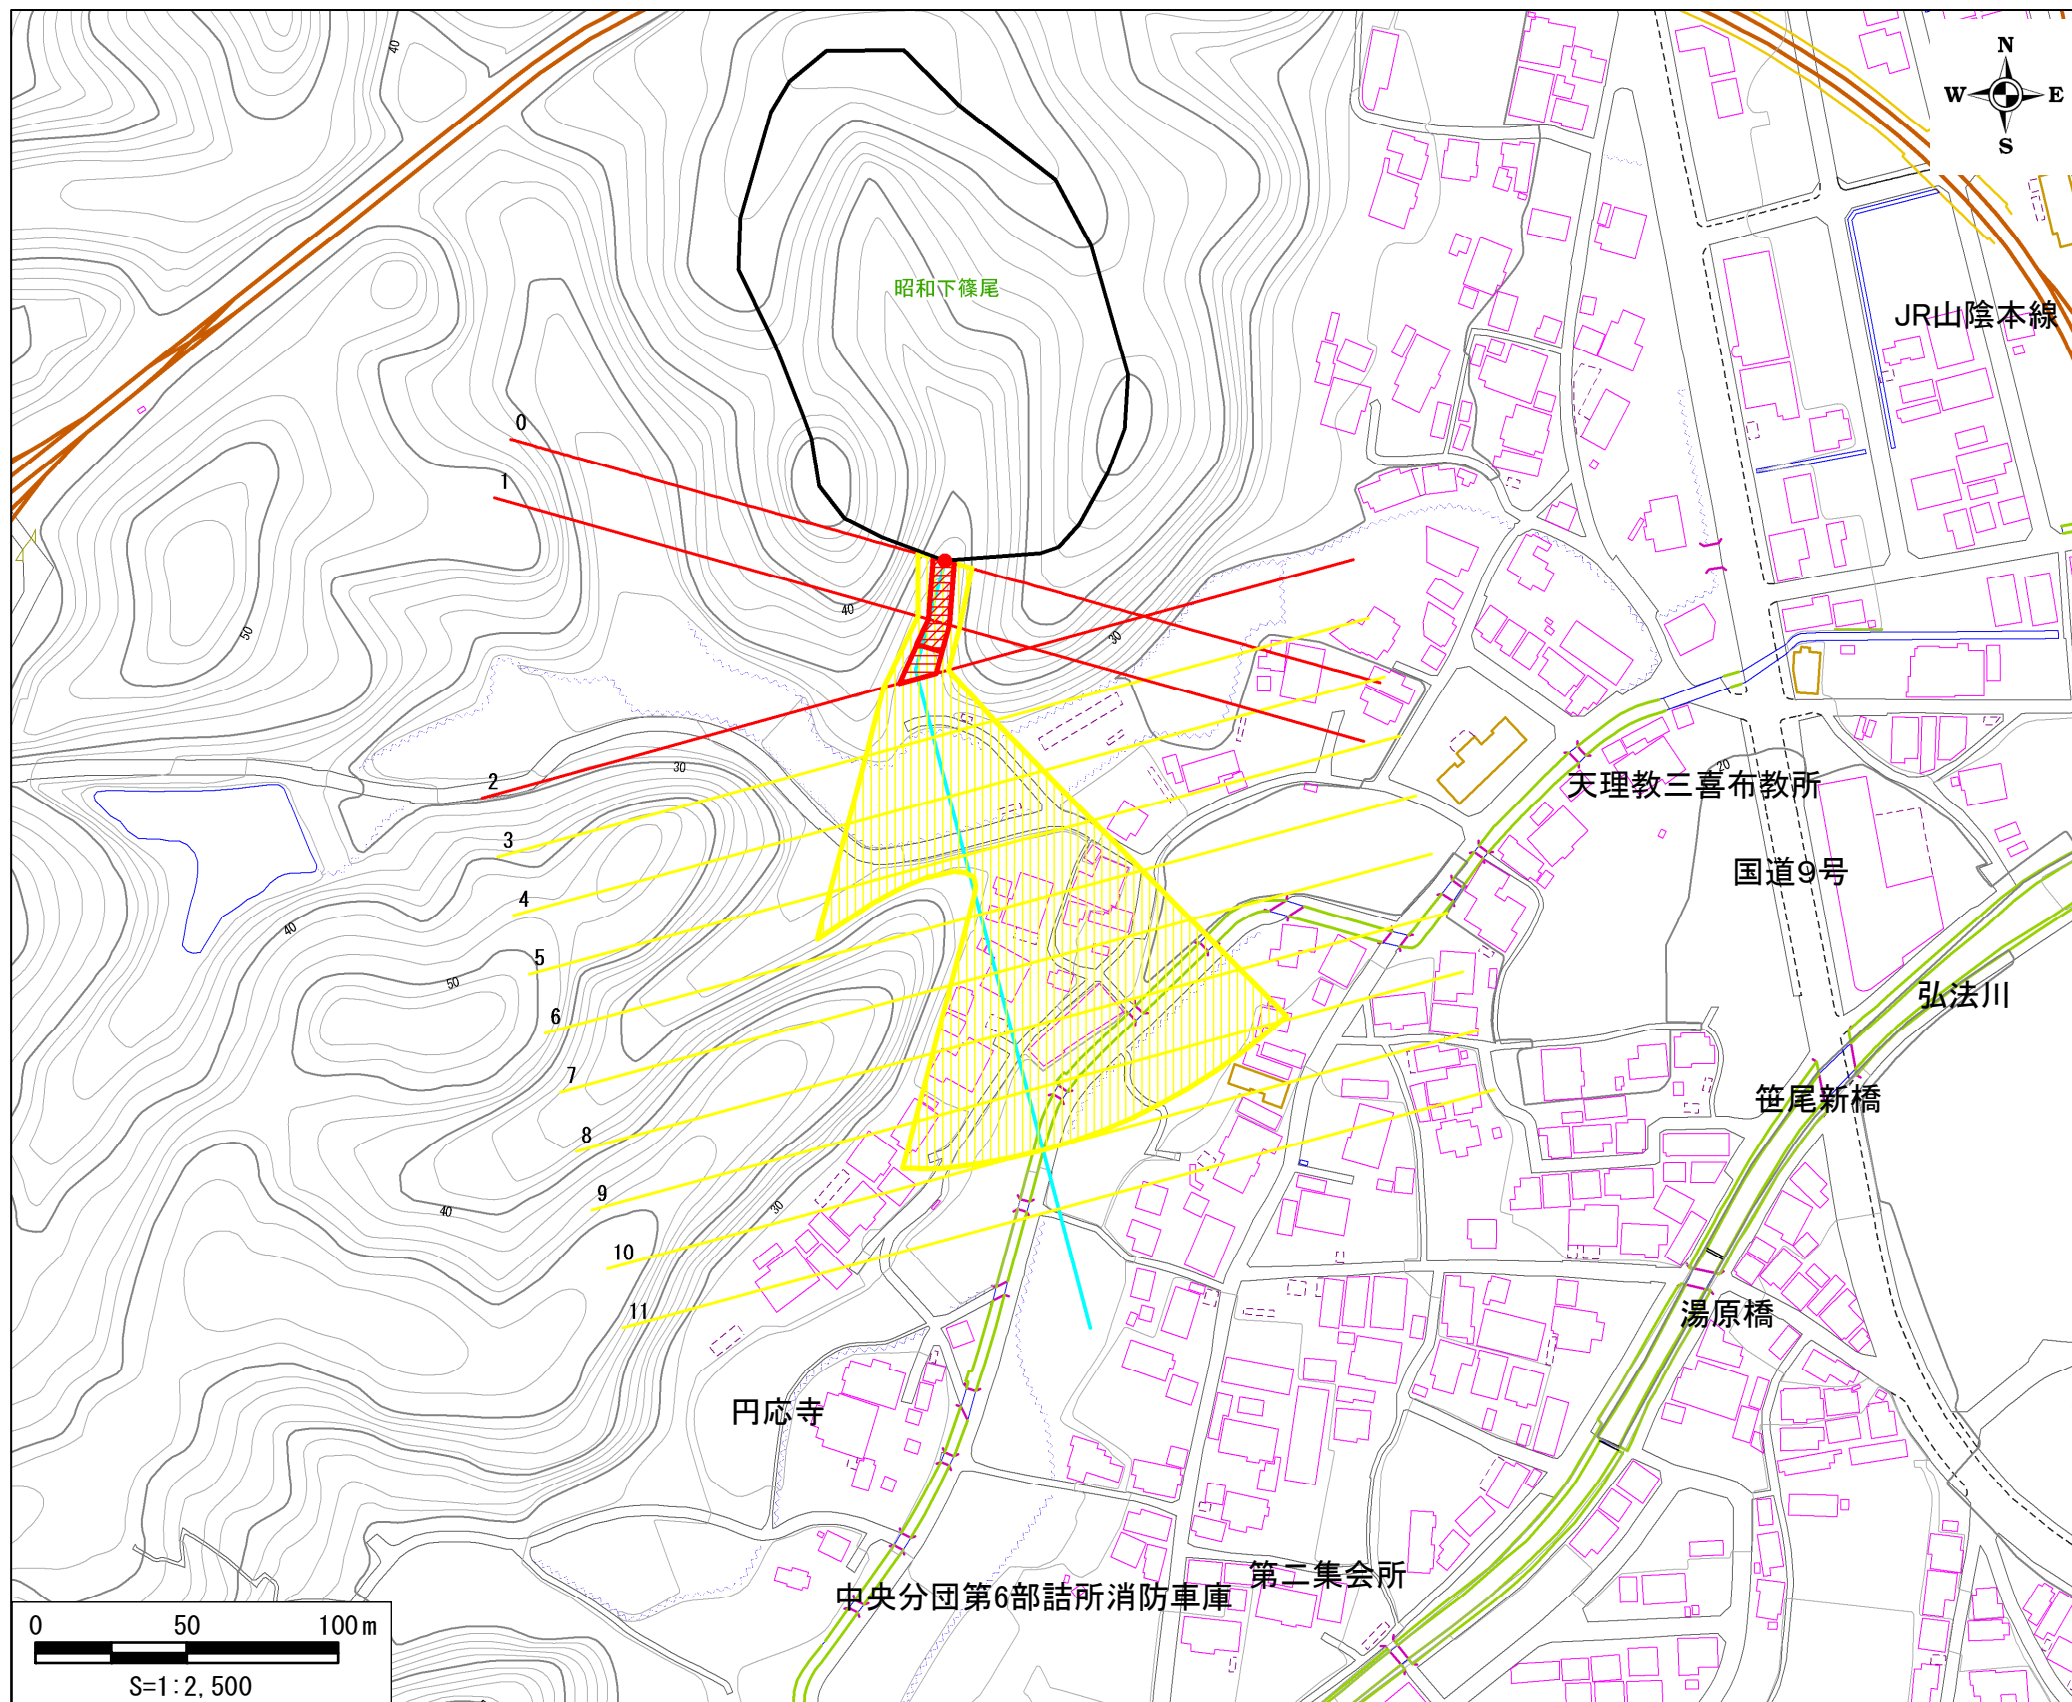 40
N
W E
S
昭和下篠尾
JR山陰本線
0
1
40
50
30
2
30
天理教三喜布教所
20
3
国道9号
4
40
5
50
弘法川
6
7
笹尾新橋
8
9
40
30
10
11
湯原橋
円応寺
第二集会所
中央分団第6部詰所消防車庫
0 50 100m
S=1:2,500